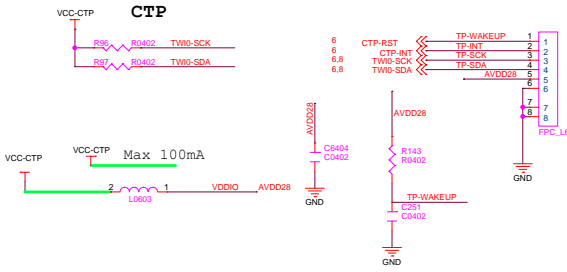 CTP
VCC-CTP
R96 R0402 TWI0-SCK
R97 R0402 TWI0-SDA
6 CTP-RST TP-WAKEUP 1 1
6 CTP-INT TP-INT 2 2
6,8 TWI0-SCK TP-SCK 3 3
6,8 TWI0-SDA TP-SDA 4 4
AVDD28 5 5
6 6
7 7
8 8
FPC_L6
GND
AVDD28
C8404
C0402
GND
AVDD28
R143
R0402
TP-WAKEUP
C251
C0402
GND
VCC-CTP Max 100mA
VCC-CTP
2 1 VDDIO AVDD28
L0603